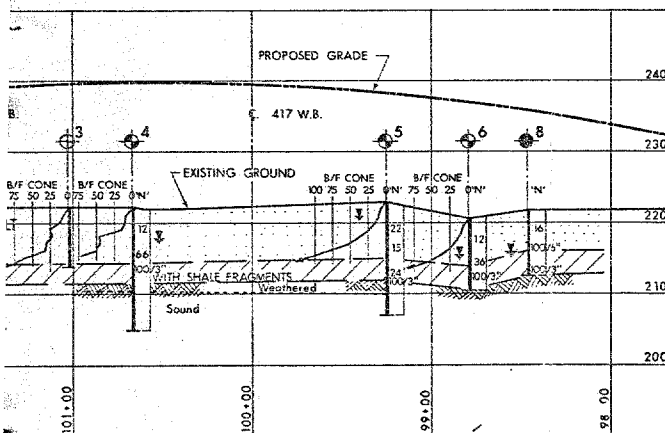 PROPOSED GRADE
240
℄ 417 W.B.
B.
230
3
4
5
6
8
EXISTING GROUND
B/F CONE
75 50 25 0
B/F CONE
75 50 25 0 'N'
B/F CONE
100 75 50 25 0 'N'
B/F CONE
50 25 0 'N'
'N'
220
12
66
100/3"
22
15
24
100/3"
12
36
100/3"
16
100/6"
100/3"
WITH SHALE FRAGMENTS
Weathered
210
Sound
200
101+00
100+00
99+00
98+00